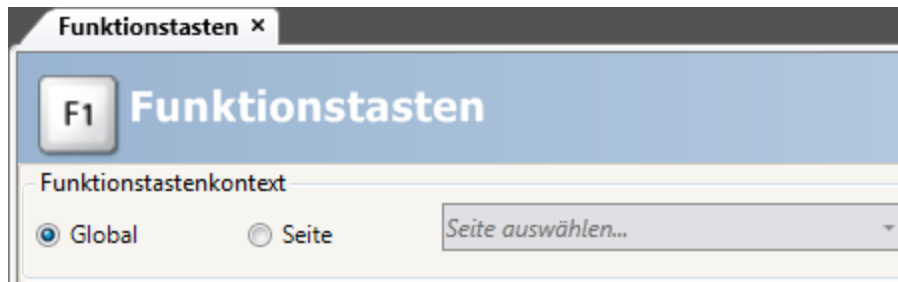 Funktionstasten ×
F1 Funktionstasten
Funktionstastenkontext
Global Seite Seite auswählen...